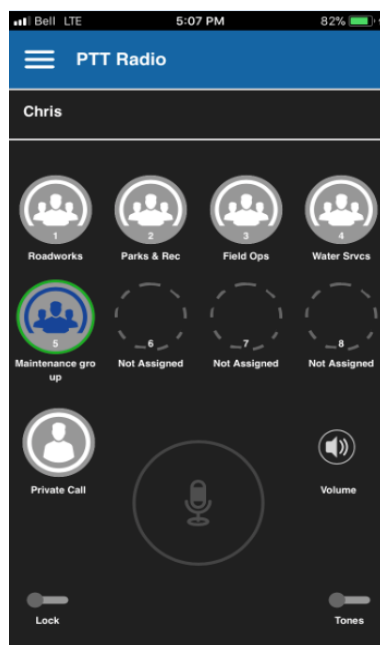 Bell LTE 5:07 PM 82%
PTT Radio
Chris
1 2 3 4
Roadworks Parks & Rec Field Ops Water Srvcs
5 6 7 8
Maintenance gro Not Assigned Not Assigned Not Assigned
up
Private Call Volume
Lock Tones